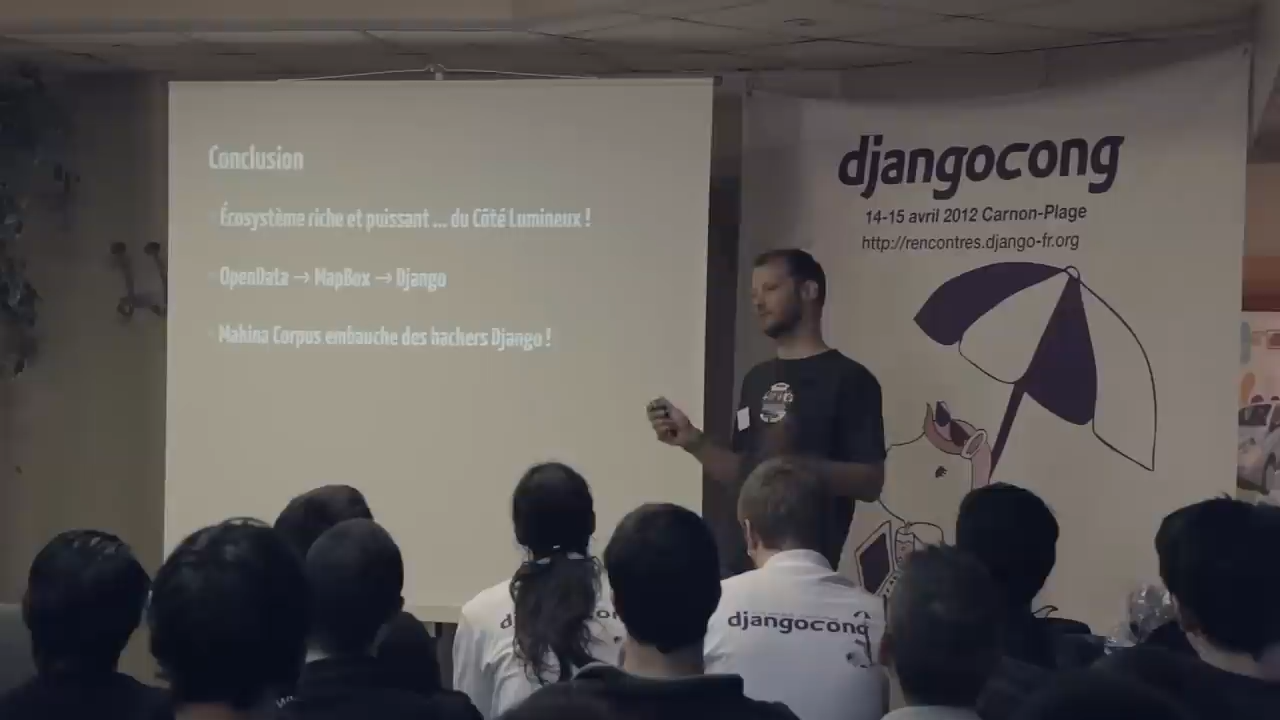 Conclusion
Écosystème riche et puissant ... du Côté Lumineux !
OpenData → MapBox → Django
Makina Corpus embauche des hackers Django !
djangocong
14-15 avril 2012 Carnon-Plage
http://rencontres.django-fr.org
djangocong